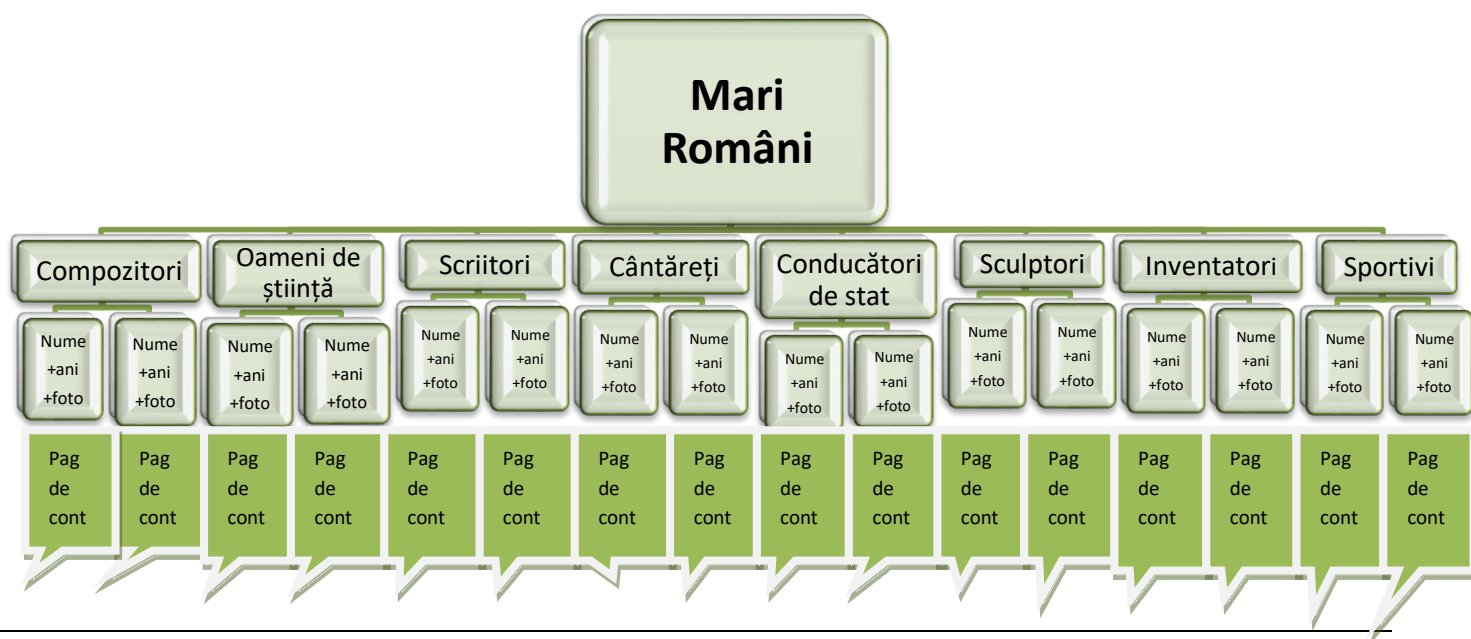 Mari
Români
Compozitori
Oameni de
știință
Scriitori
Cântăreți
Conducători
de stat
Sculptori
Inventatori
Sportivi
Nume
+ani
+foto
Nume
+ani
+foto
Nume
+ani
+foto
Nume
+ani
+foto
Nume
+ani
+foto
Nume
+ani
+foto
Nume
+ani
+foto
Nume
+ani
+foto
Nume
+ani
+foto
Nume
+ani
+foto
Nume
+ani
+foto
Nume
+ani
+foto
Nume
+ani
+foto
Nume
+ani
+foto
Nume
+ani
+foto
Nume
+ani
+foto
Pag
de
cont
Pag
de
cont
Pag
de
cont
Pag
de
cont
Pag
de
cont
Pag
de
cont
Pag
de
cont
Pag
de
cont
Pag
de
cont
Pag
de
cont
Pag
de
cont
Pag
de
cont
Pag
de
cont
Pag
de
cont
Pag
de
cont
Pag
de
cont